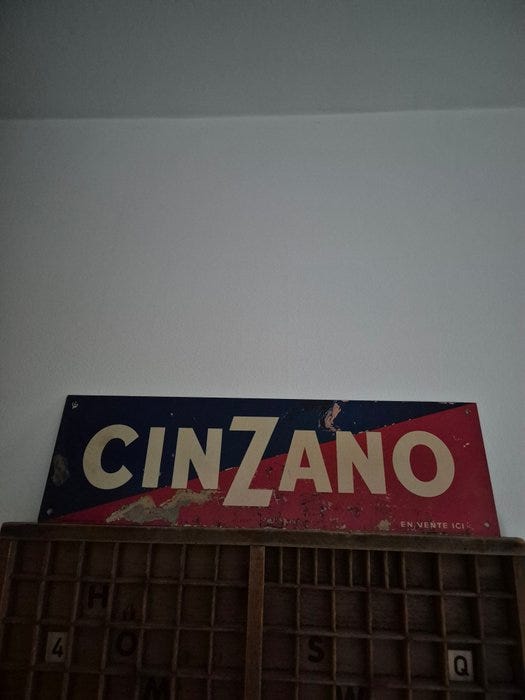 CINZANO
EN VENTE ICI
H
4 O S Q
M M